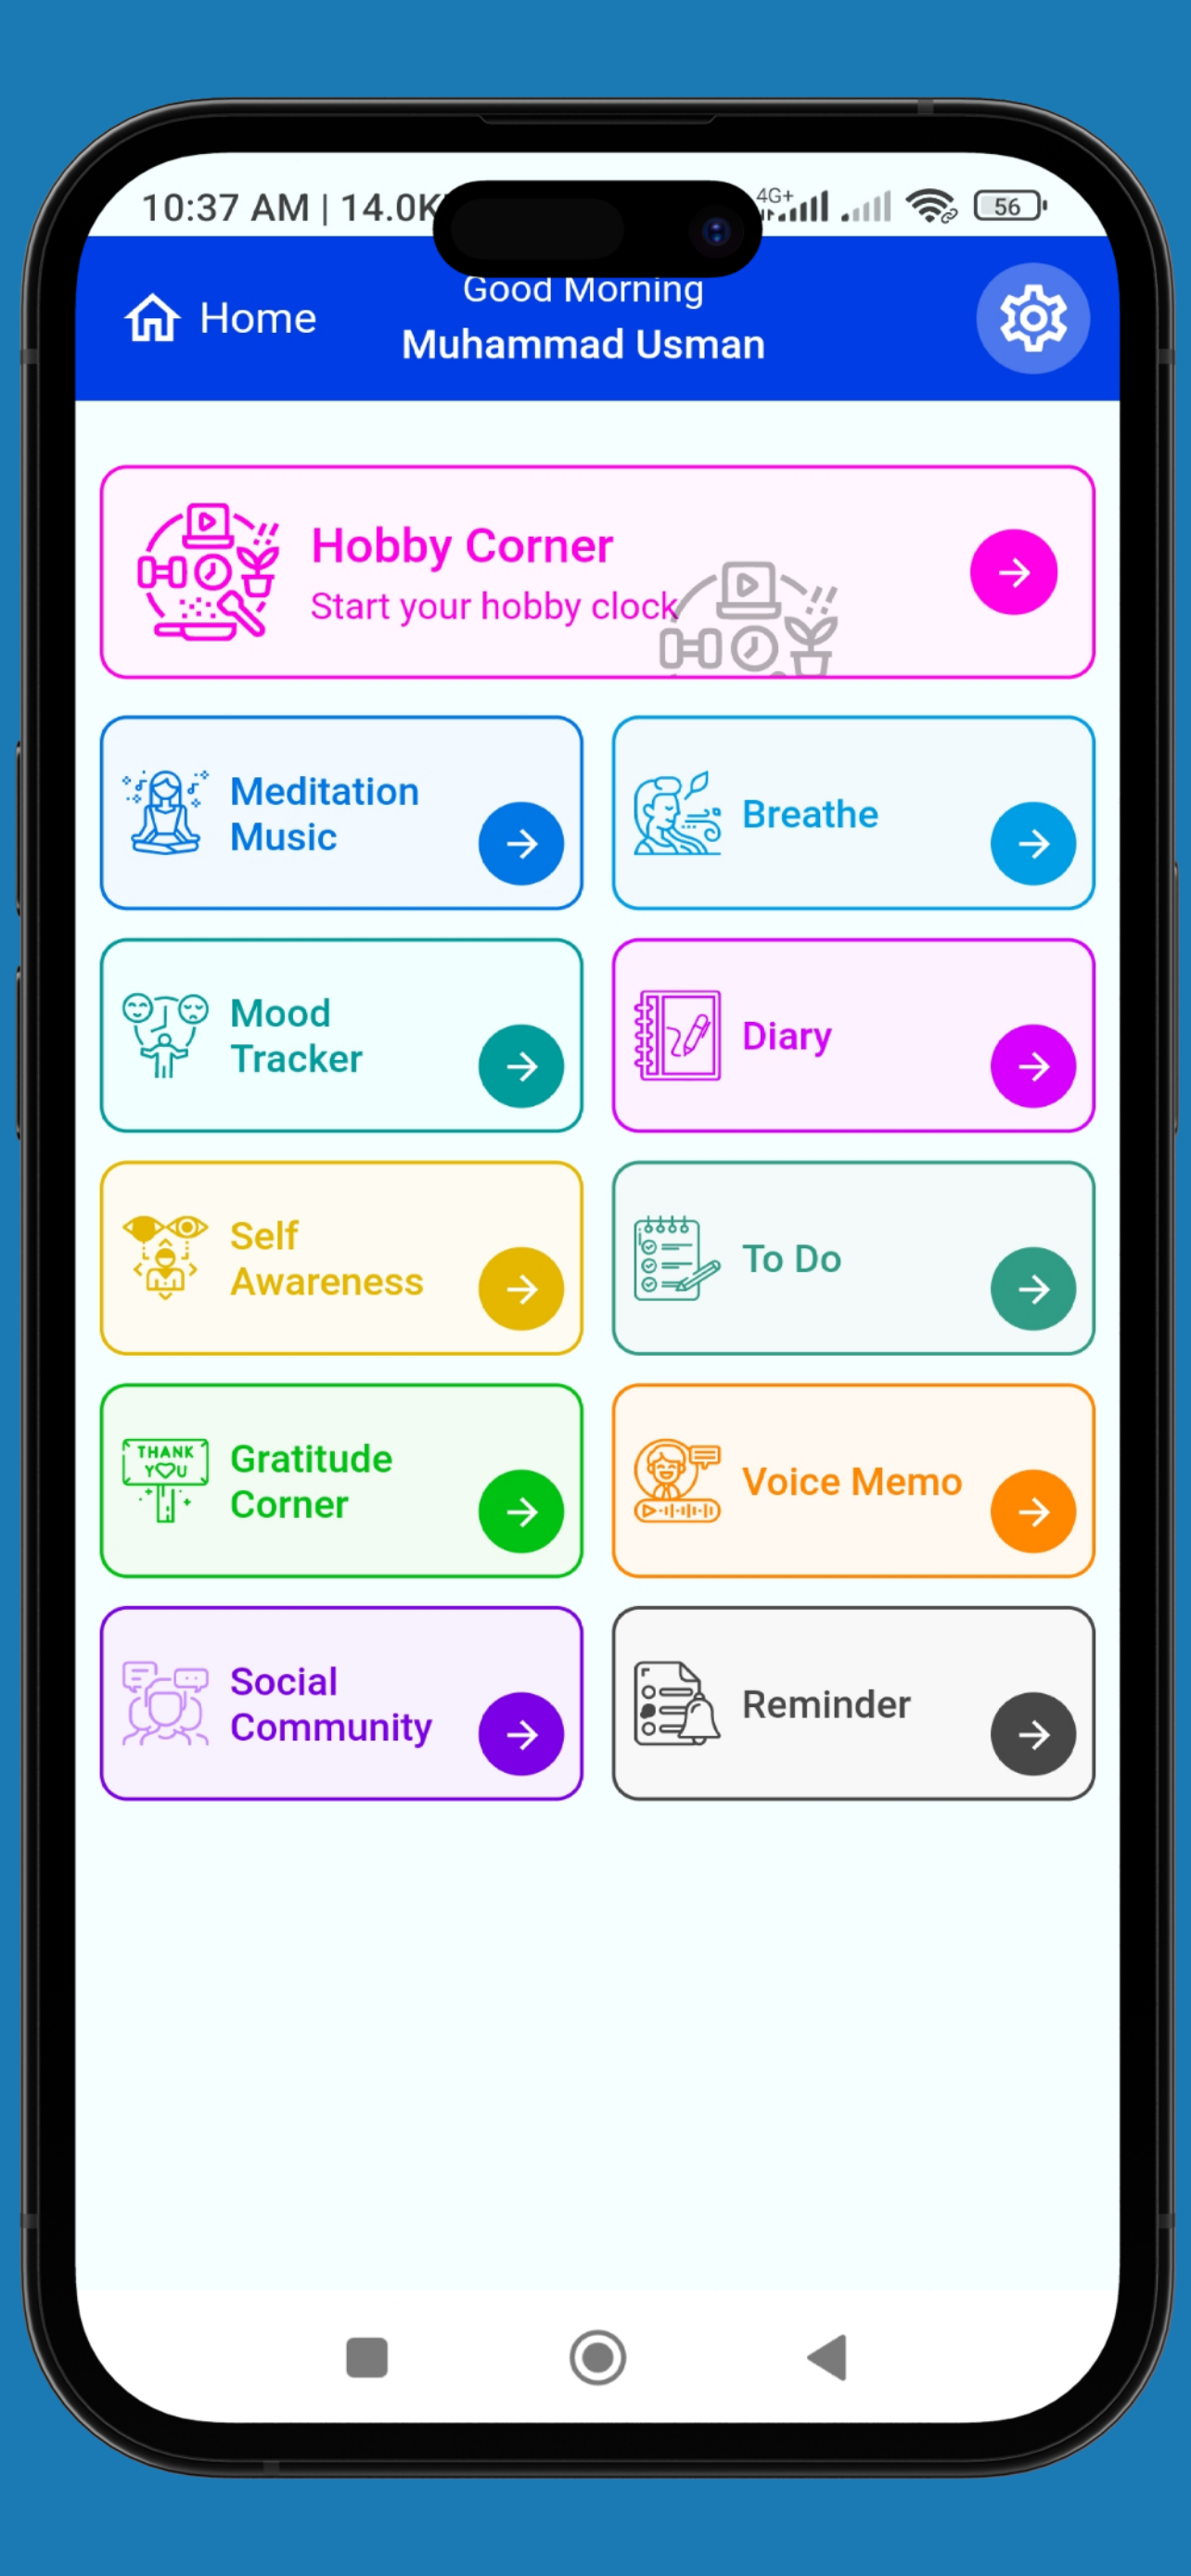 10:37 AM | 14.0K
4G+
56
Good Morning
Home
Muhammad Usman
Hobby Corner
Start your hobby clock
Meditation
Music
Breathe
Mood
Tracker
Diary
Self
Awareness
To Do
THANK
YOU
Gratitude
Corner
Voice Memo
Social
Community
Reminder